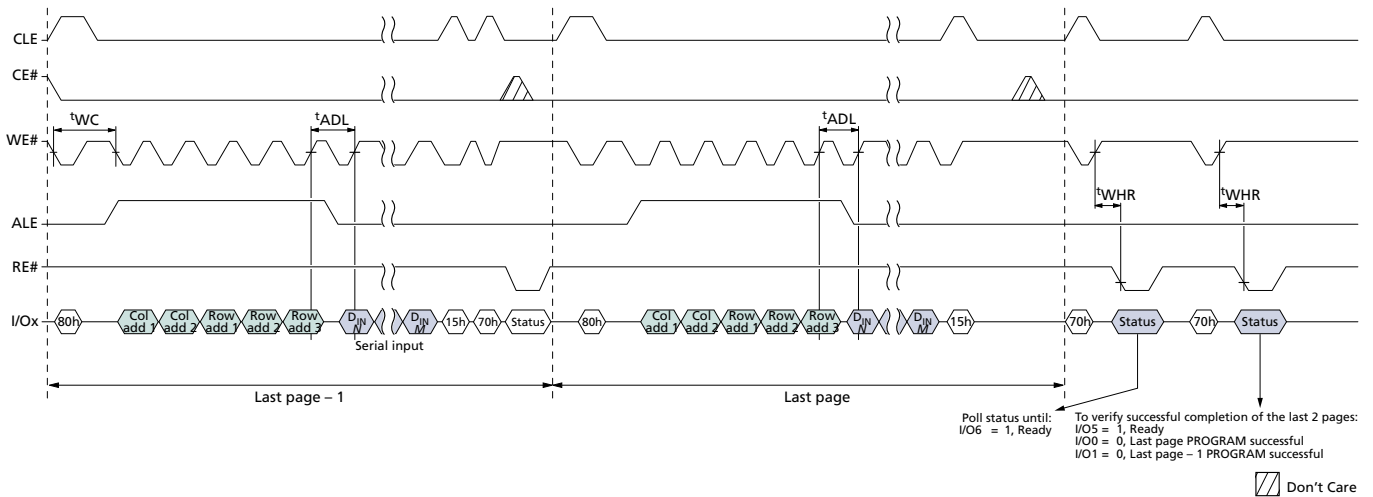 CLE
CE#
tWC
tADL
tADL
WE#
tWHR
tWHR
ALE
RE#
I/Ox
80h
Col add 1
Col add 2
Row add 1
Row add 2
Row add 3
DIN N
DIN M
15h
70h
Status
80h
Col add 1
Col add 2
Row add 1
Row add 2
Row add 3
DIN N
DIN M
15h
70h
Status
70h
Status
Serial input
Last page – 1
Last page
Poll status until:
I/O6 = 1, Ready
To verify successful completion of the last 2 pages:
I/O5 = 1, Ready
I/O0 = 0, Last page PROGRAM successful
I/O1 = 0, Last page – 1 PROGRAM successful
Don't Care